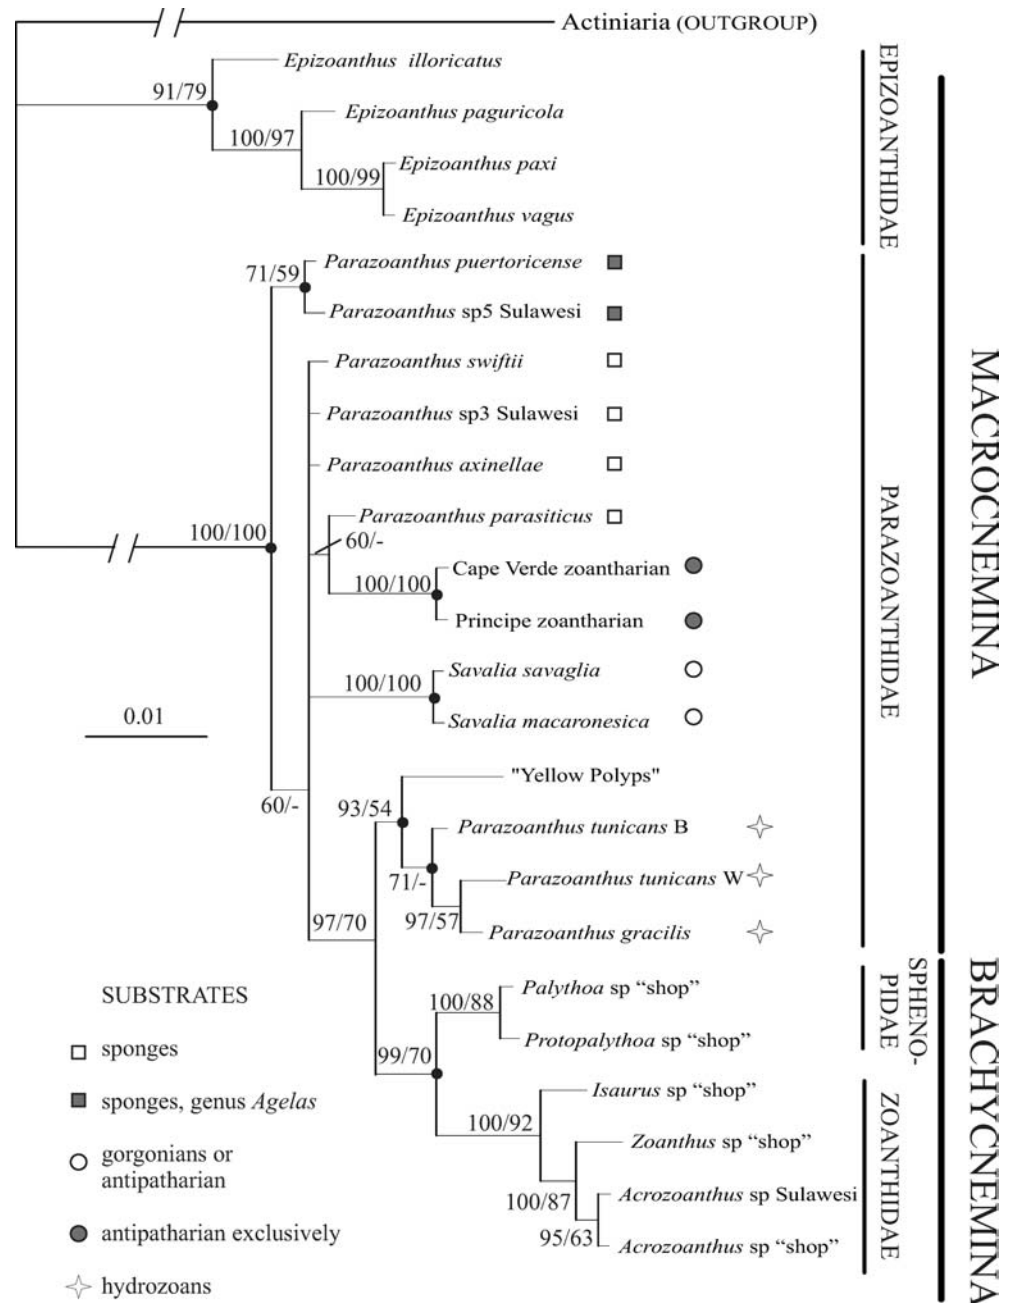 Actiniaria (OUTGROUP)
Epizoanthus illoricatus
91/79
Epizoanthus paguricola
100/97
Epizoanthus paxi
100/99
Epizoanthus vagus
EPIZOANTHIDAE
Parazoanthus puertoricense
71/59
Parazoanthus sp5 Sulawesi
Parazoanthus swiftii
Parazoanthus sp3 Sulawesi
Parazoanthus axinellae
Parazoanthus parasiticus
100/100
60/-
Cape Verde zoantharian
100/100
Principe zoantharian
Savalia savaglia
100/100
Savalia macaronesica
0.01
"Yellow Polyps"
60/-
93/54
Parazoanthus tunicans B
71/-
Parazoanthus tunicans W
97/70
97/57
Parazoanthus gracilis
PARAZOANTHIDAE
MACROCNEMINA
Palythoa sp “shop”
100/88
Protopalythoa sp “shop”
SPHENO-
PIDAE
99/70
Isaurus sp “shop”
100/92
Zoanthus sp “shop”
100/87
Acrozoanthus sp Sulawesi
95/63
Acrozoanthus sp “shop”
ZOANTHIDAE
BRACHYCNEMINA
SUBSTRATES
sponges
sponges, genus Agelas
gorgonians or
antipatharian
antipatharian exclusively
hydrozoans